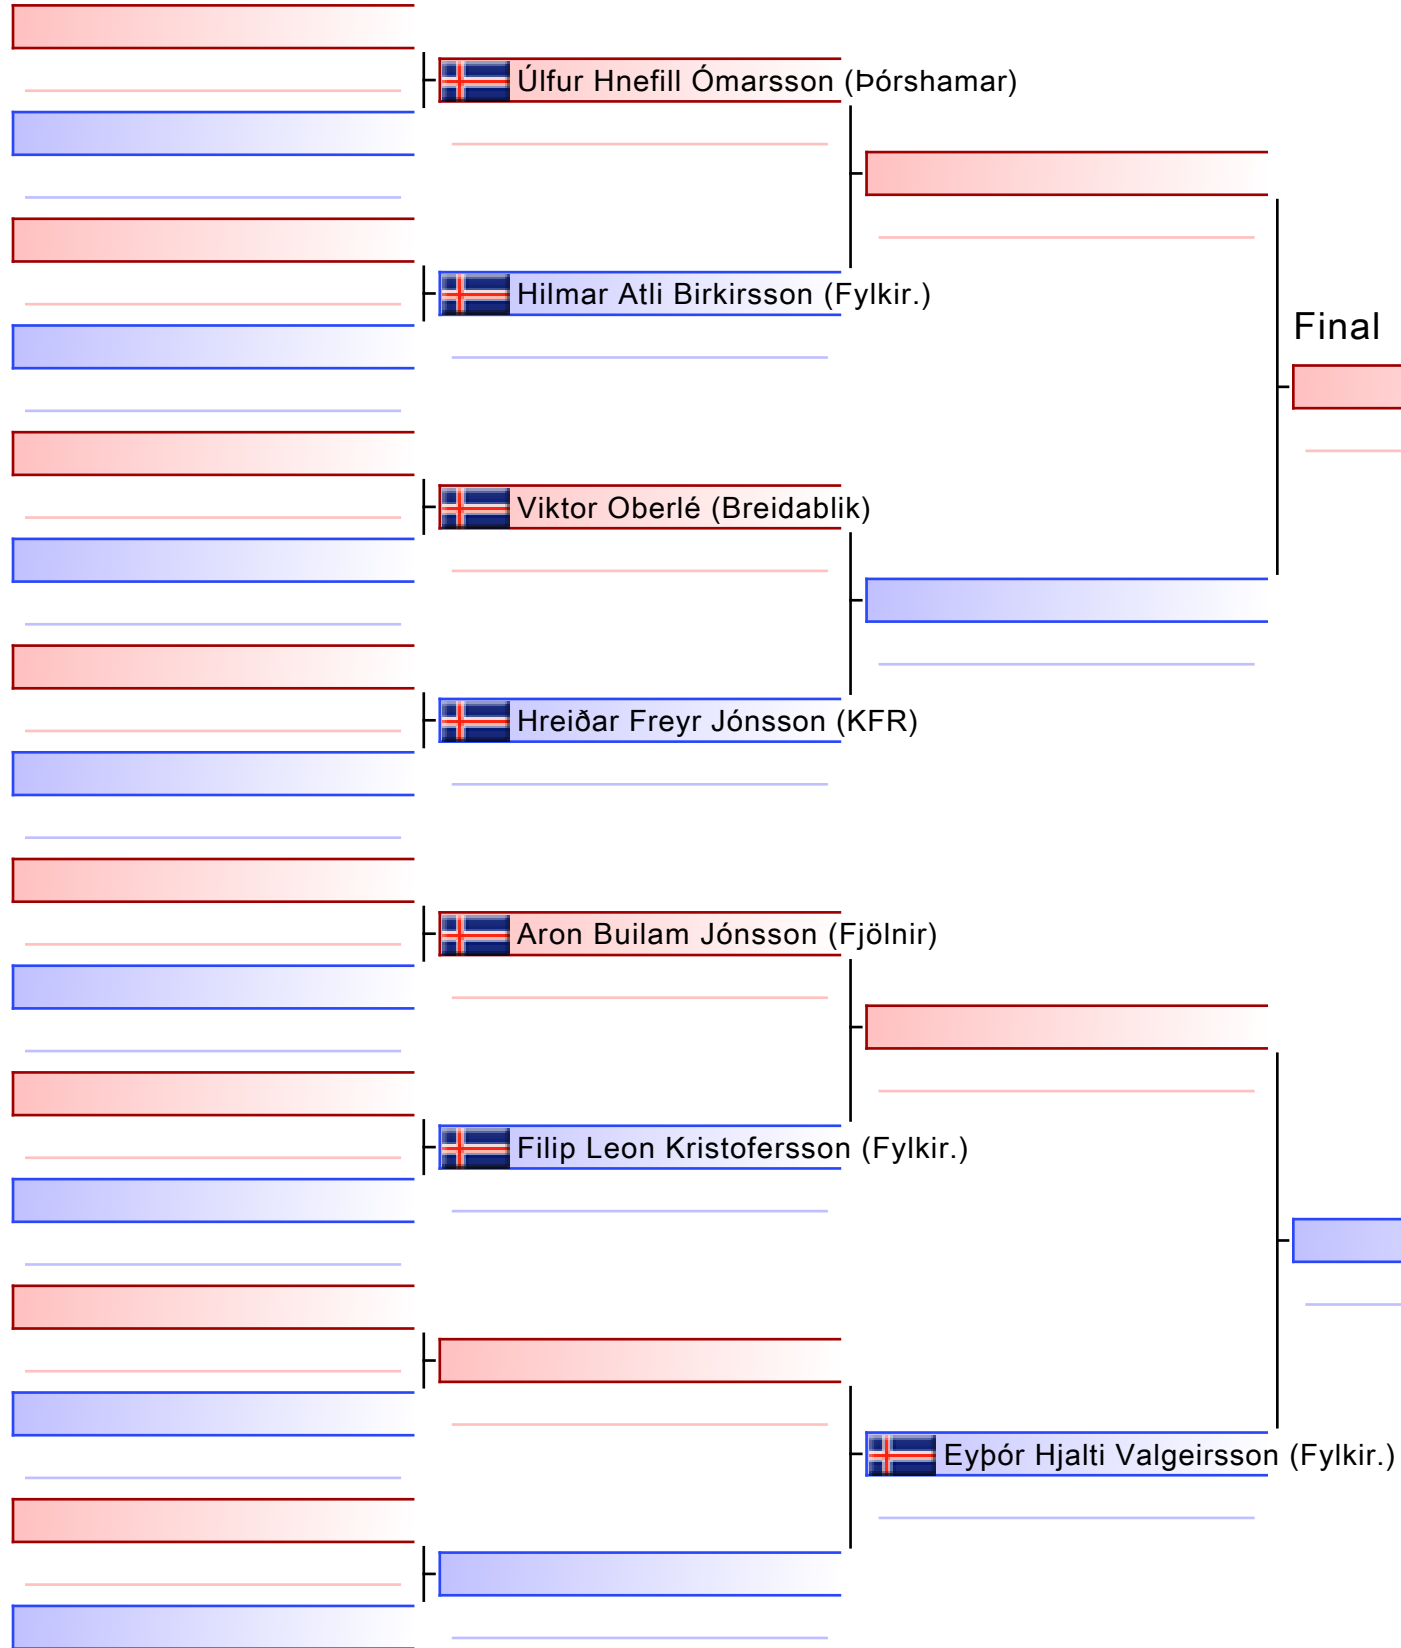 Úlfur Hnefill Ómarsson (Þórshamar)
Hilmar Atli Birkirsson (Fylkir.)
Final
Viktor Oberlé (Breidablik)
Hreiðar Freyr Jónsson (KFR)
Aron Builam Jónsson (Fjölnir)
Filip Leon Kristofersson (Fylkir.)
Eyþór Hjalti Valgeirsson (Fylkir.)